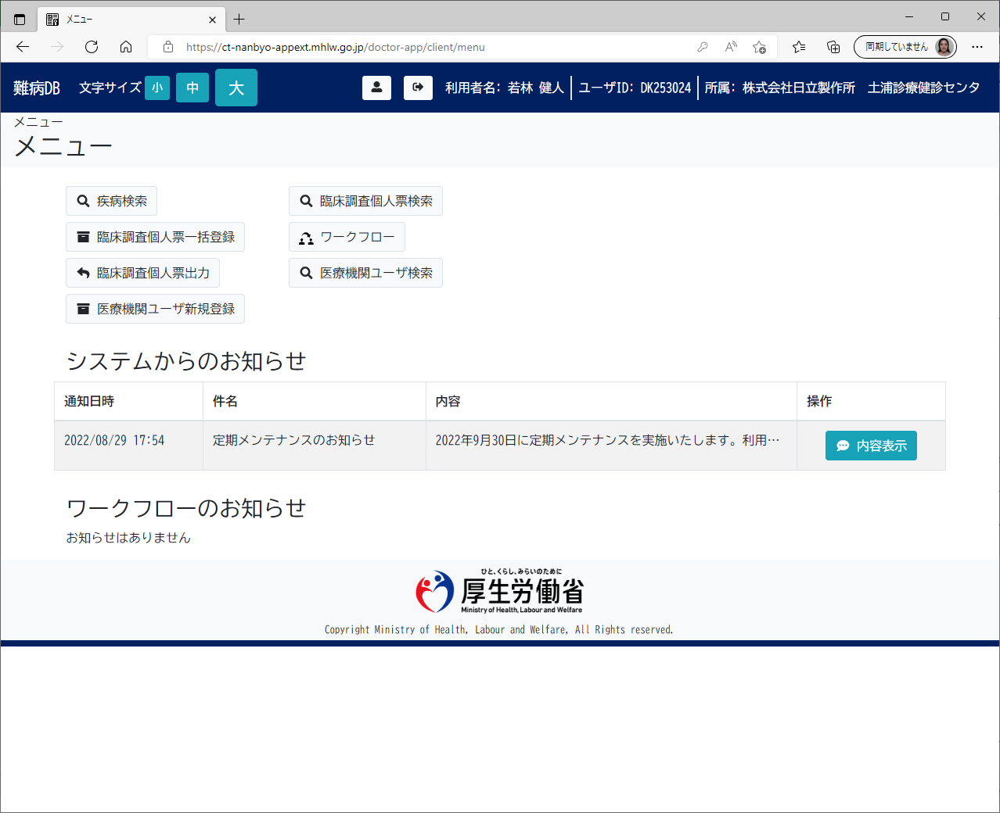 メニュー
https://ct-nanbyo-appext.mhlw.go.jp/doctor-app/client/menu
同期していません
難病DB 文字サイズ 小 中 大 利用者名: 若林 健人 ユーザID: DK253024 所属: 株式会社日立製作所 土浦診療健診センタ
メニュー
メニュー
疾病検索 臨床調査個人票検索
臨床調査個人票一括登録 ワークフロー
臨床調査個人票出力 医療機関ユーザ検索
医療機関ユーザ新規登録
システムからのお知らせ
通知日時 件名 内容 操作
2022/08/29 17:54 定期メンテナンスのお知らせ 2022年9月30日に定期メンテナンスを実施いたします。利用… 内容表示
ワークフローのお知らせ
お知らせはありません
ひと、くらし、みらいのために
厚生労働省
Ministry of Health, Labour and Welfare
Copyright Ministry of Health, Labour and Welfare, All Rights reserved.